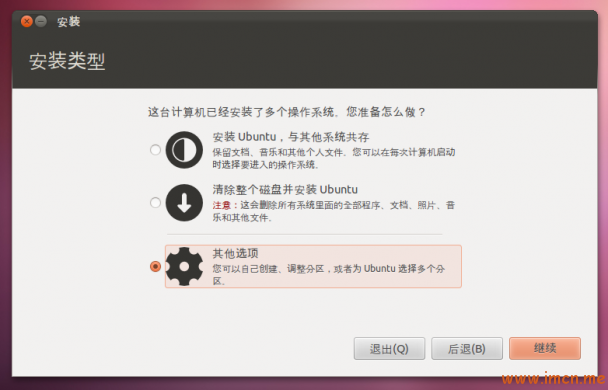 安装
安装类型
这台计算机已经安装了多个操作系统。您准备怎么做？
安装 Ubuntu，与其他系统共存
保留文档、音乐和其他个人文件。您可以在每次计算机启动
时选择要进入的操作系统。
清除整个磁盘并安装 Ubuntu
注意：这会删除所有系统里面的全部程序、文档、照片、音
乐和其他文件。
其他选项
您可以自己创建、调整分区，或者为 Ubuntu 选择多个分
区。
退出(Q)
后退(B)
继续
www.imcn.me